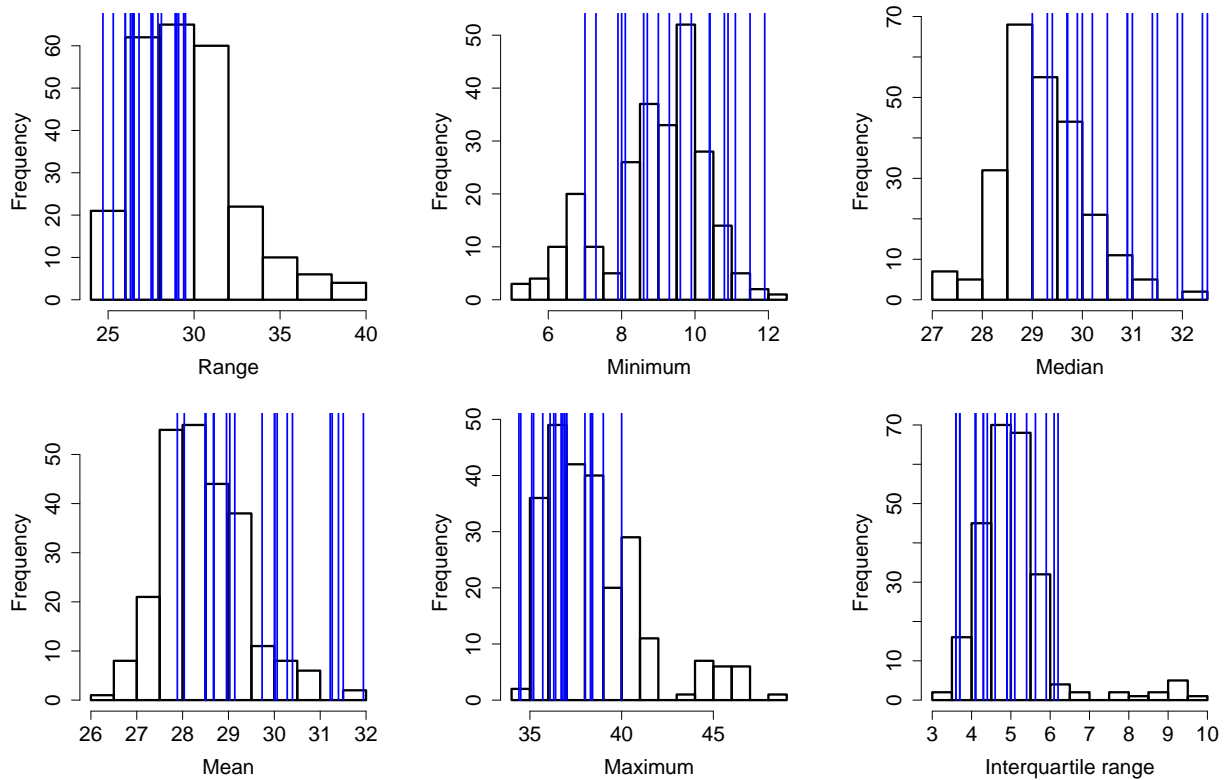 Frequency
0 10 20 30 40 50 60
25 30 35 40
Range
Frequency
0 10 20 30 40 50
6 8 10 12
Minimum
Frequency
0 10 30 50 70
27 28 29 30 31 32
Median
Frequency
0 10 20 30 40 50
26 27 28 29 30 31 32
Mean
Frequency
0 10 20 30 40 50
35 40 45
Maximum
Frequency
0 10 30 50 70
3 4 5 6 7 8 9 10
Interquartile range